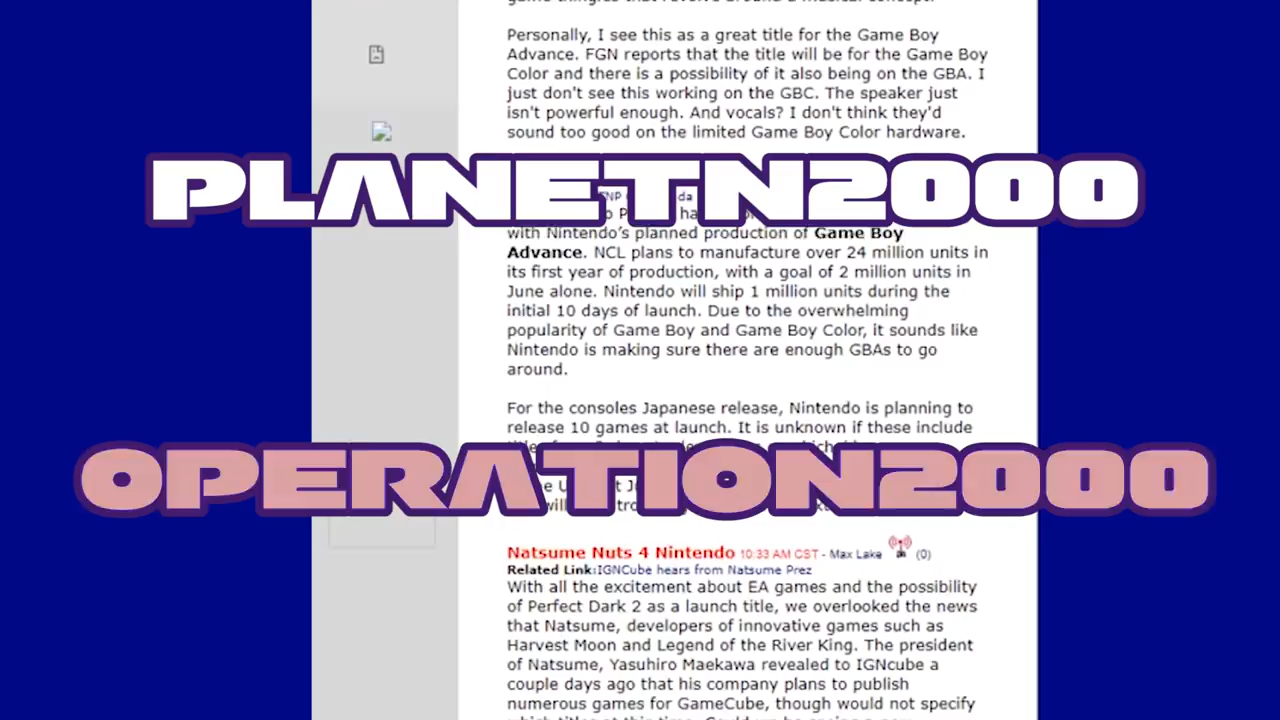 Personally, I see this as a great title for the Game Boy
Advance. FGN reports that the title will be for the Game Boy
Color and there is a possibility of it also being on the GBA. I
just don't see this working on the GBC. The speaker just
isn't powerful enough. And vocals? I don't think they'd
sound too good on the limited Game Boy Color hardware.
PLANETN2000
with Nintendo's planned production of Game Boy
Advance. NCL plans to manufacture over 24 million units in
its first year of production, with a goal of 2 million units in
June alone. Nintendo will ship 1 million units during the
initial 10 days of launch. Due to the overwhelming
popularity of Game Boy and Game Boy Color, it sounds like
Nintendo is making sure there are enough GBAs to go
around.
For the consoles Japanese release, Nintendo is planning to
release 10 games at launch. It is unknown if these include
OPERATION2000
Natsume Nuts 4 Nintendo 10:33 AM CST - Max Lake (0)
Related Link:IGNCube hears from Natsume Prez
With all the excitement about EA games and the possibility
of Perfect Dark 2 as a launch title, we overlooked the news
that Natsume, developers of innovative games such as
Harvest Moon and Legend of the River King. The president
of Natsume, Yasuhiro Maekawa revealed to IGNcube a
couple days ago that his company plans to publish
numerous games for GameCube, though would not specify